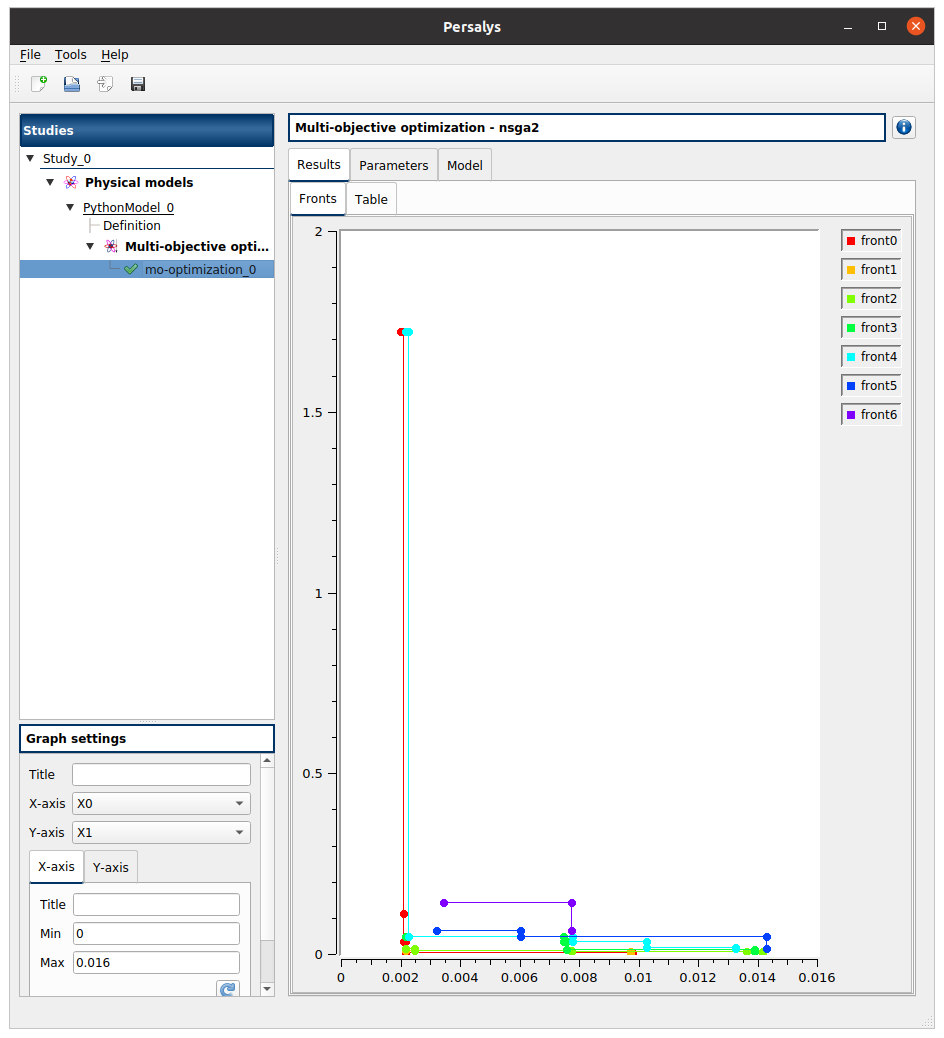 Persalys
File Tools Help
Studies
Study_0
Physical models
PythonModel_0
Definition
Multi-objective opti...
mo-optimization_0
Multi-objective optimization - nsga2
Results Parameters Model
Fronts Table
2
1.5
1
0.5
0
0 0.002 0.004 0.006 0.008 0.01 0.012 0.014 0.016
front0
front1
front2
front3
front4
front5
front6
Graph settings
Title
X-axis X0
Y-axis X1
X-axis Y-axis
Title
Min 0
Max 0.016